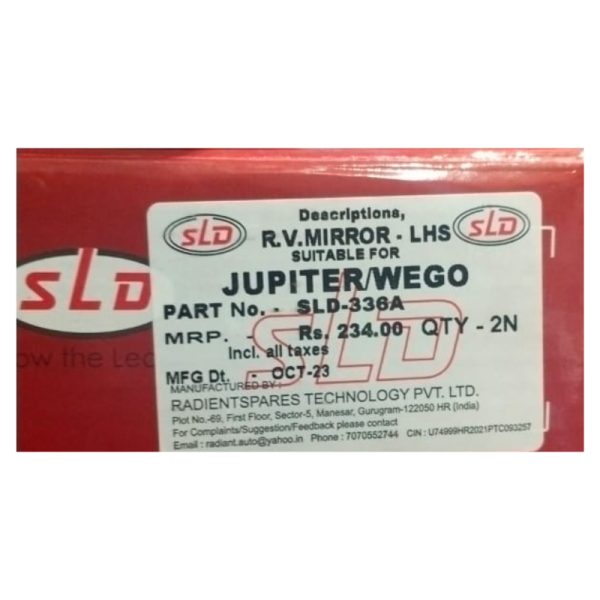 Descriptions,
SLD
R.V.MIRROR - LHS
SLD
SUITABLE FOR
JUPITER/WEGO
PART No. - SLD-336A
MRP. - Rs. 234.00 QTY - 2N
Incl. all taxes
MFG Dt. - OCT-23
MANUFACTURED BY :
RADIENTSPARES TECHNOLOGY PVT. LTD.
Plot No.-69, First Floor, Sector-5, Manesar, Gurugram-122050 HR (India)
For Complaints/Suggestion/Feedback please contact
Email : radiant.auto@yahoo.in Phone : 7070552744 CIN : U74999HR2021PTC093257
SLD
SLD
the